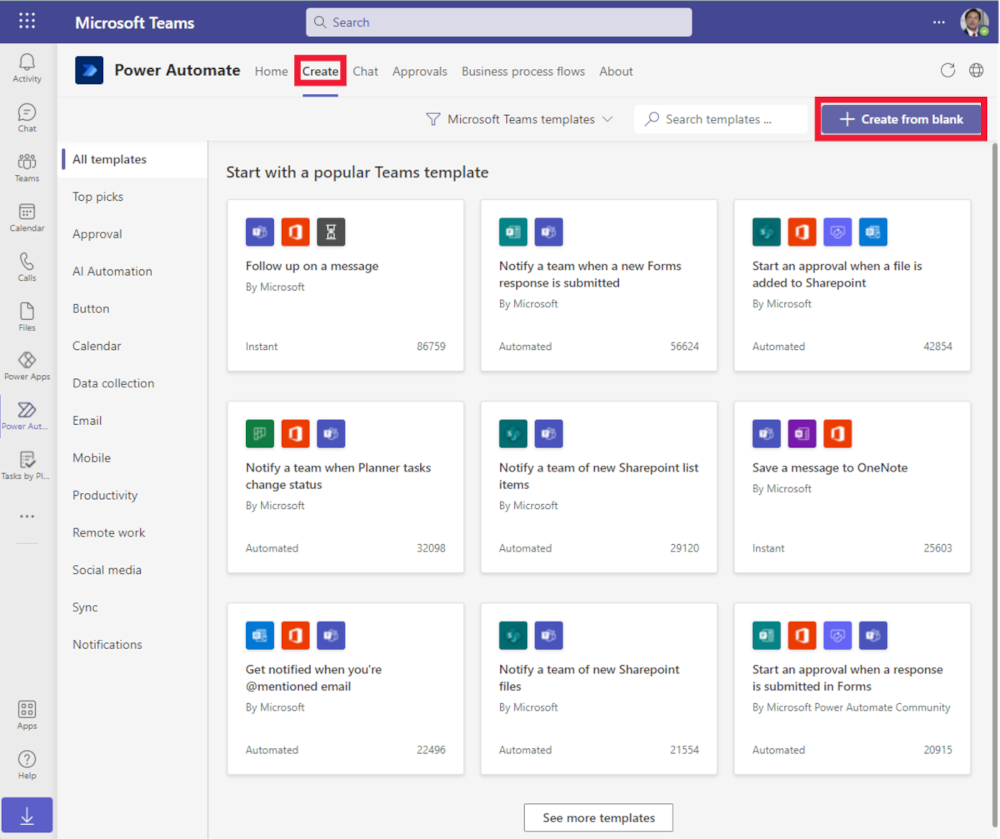 Microsoft Teams
Search
Activity
Chat
Teams
Calendar
Calls
Files
Power Apps
Power Aut...
Tasks by Pl...
Apps
Help
Power Automate
Home
Create
Chat
Approvals
Business process flows
About
Microsoft Teams templates
Search templates ...
Create from blank
All templates
Top picks
Approval
AI Automation
Button
Calendar
Data collection
Email
Mobile
Productivity
Remote work
Social media
Sync
Notifications
Start with a popular Teams template
Follow up on a message
By Microsoft
Instant
86759
Notify a team when a new Forms
response is submitted
By Microsoft
Automated
56624
Start an approval when a file is
added to Sharepoint
By Microsoft
Automated
42854
Notify a team when Planner tasks
change status
By Microsoft
Automated
32098
Notify a team of new Sharepoint list
items
By Microsoft
Automated
29120
Save a message to OneNote
By Microsoft
Instant
25603
Get notified when you're
@mentioned email
By Microsoft
Automated
22496
Notify a team of new Sharepoint
files
By Microsoft
Automated
21554
Start an approval when a response
is submitted in Forms
By Microsoft Power Automate Community
Automated
20915
See more templates